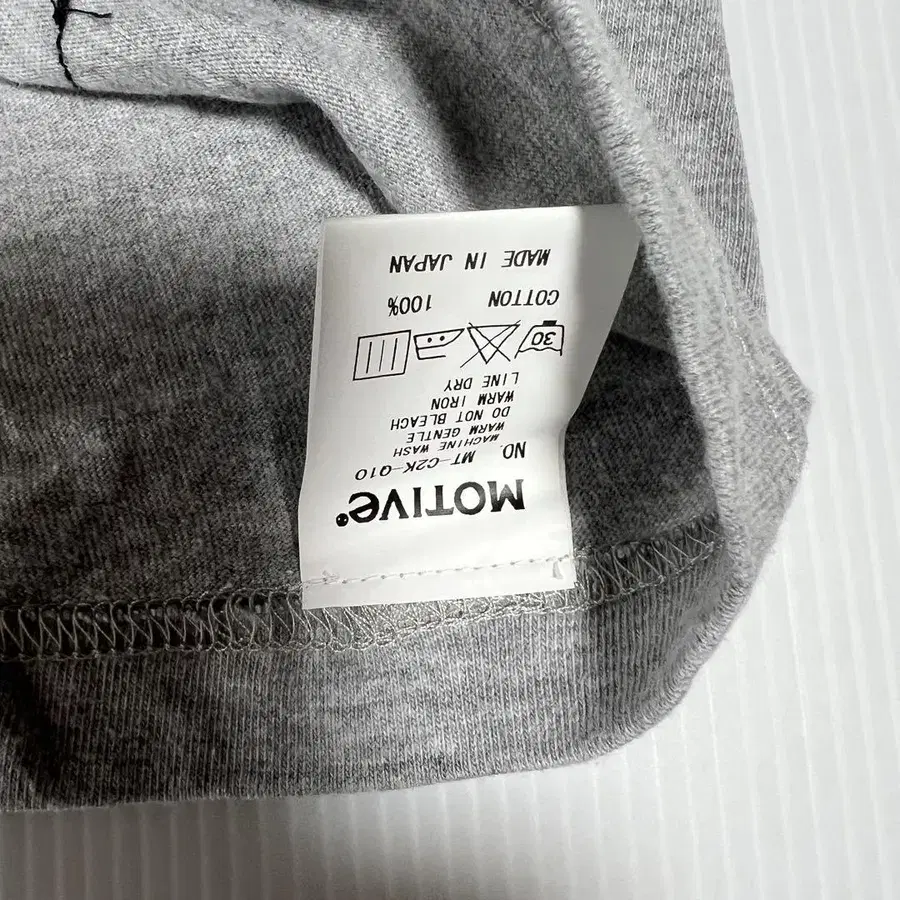 MOTIVE
NO. MT-C2K-Q10
MACHINE WASH
WARM GENTLE
DO NOT BLEACH
WARM IRON
LINE DRY
30
COTTON 100%
MADE IN JAPAN